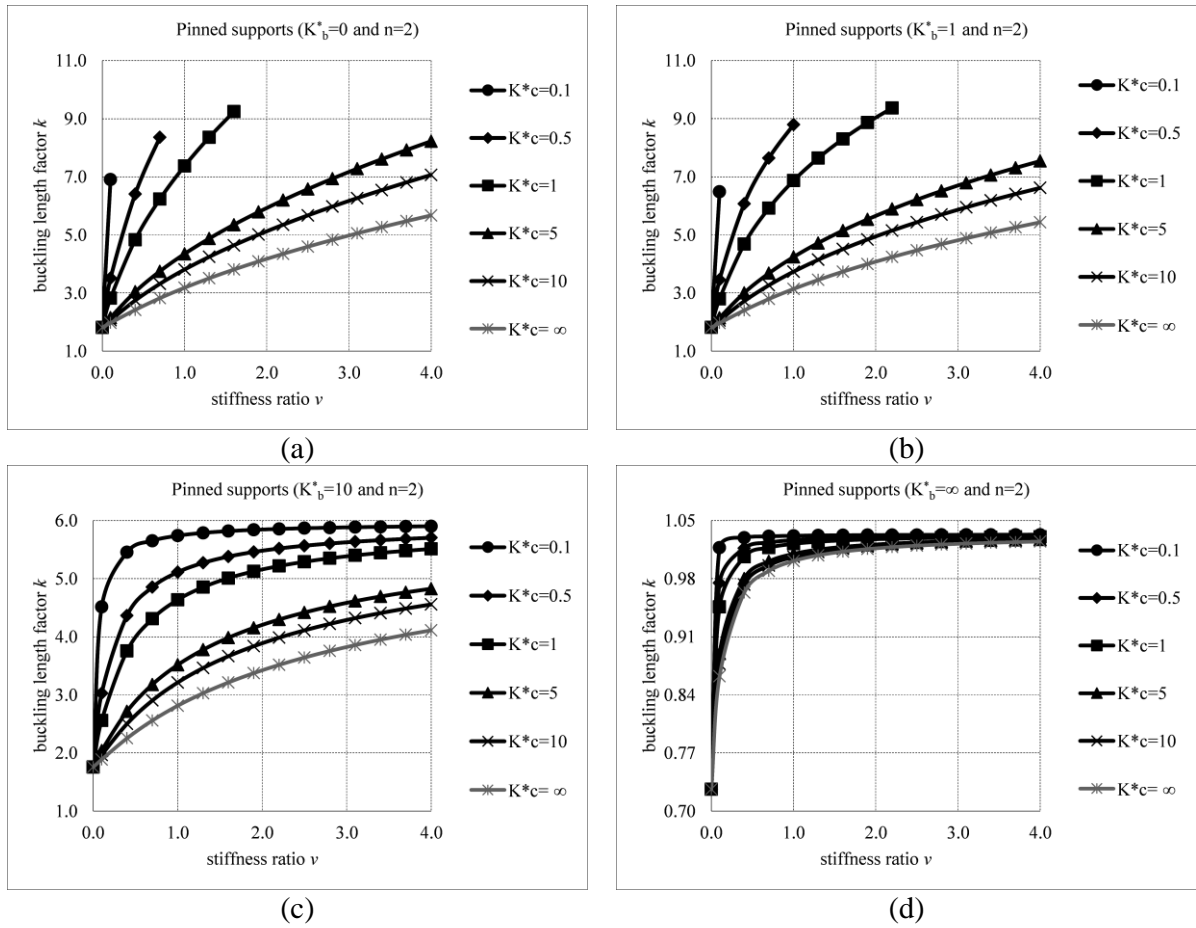 Pinned supports (K*b=0 and n=2)
buckling length factor k
11.0
9.0
7.0
5.0
3.0
1.0
0.0 1.0 2.0 3.0 4.0
stiffness ratio v
K*c=0.1
K*c=0.5
K*c=1
K*c=5
K*c=10
K*c= ∞
(a)
Pinned supports (K*b=1 and n=2)
buckling length factor k
11.0
9.0
7.0
5.0
3.0
1.0
0.0 1.0 2.0 3.0 4.0
stiffness ratio v
K*c=0.1
K*c=0.5
K*c=1
K*c=5
K*c=10
K*c= ∞
(b)
Pinned supports (K*b=10 and n=2)
buckling length factor k
6.0
5.0
4.0
3.0
2.0
1.0
0.0 1.0 2.0 3.0 4.0
stiffness ratio v
K*c=0.1
K*c=0.5
K*c=1
K*c=5
K*c=10
K*c= ∞
(c)
Pinned supports (K*b=∞ and n=2)
buckling length factor k
1.05
0.98
0.91
0.84
0.77
0.70
0.0 1.0 2.0 3.0 4.0
stiffness ratio v
K*c=0.1
K*c=0.5
K*c=1
K*c=5
K*c=10
K*c= ∞
(d)